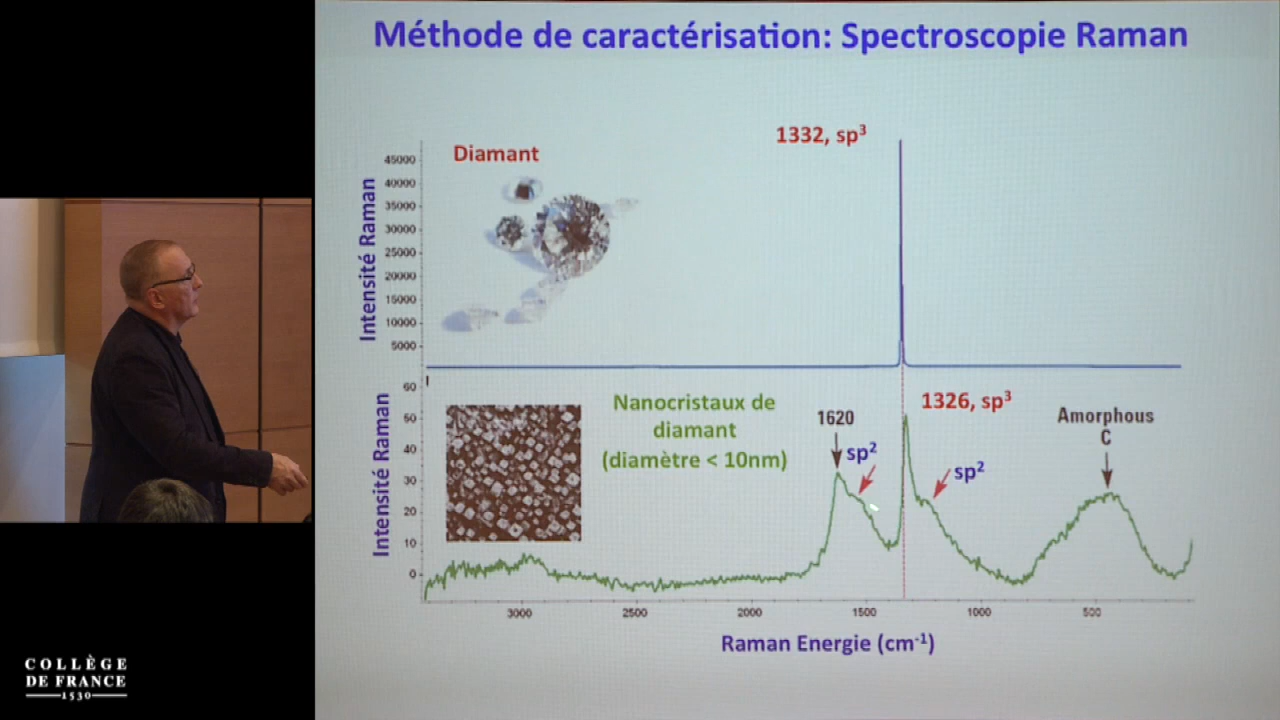 Méthode de caractérisation: Spectroscopie Raman
1332, sp³
Diamant
Intensité Raman
45000
40000
35000
30000
25000
20000
15000
10000
5000
60
50
40
30
20
10
0
Intensité Raman
Nanocristaux de
diamant
(diamètre < 10nm)
1620
sp²
1326, sp³
sp²
Amorphous
C
3000
2500
2000
1500
1000
500
Raman Energie (cm⁻¹)
COLLÈGE
DE FRANCE
1530